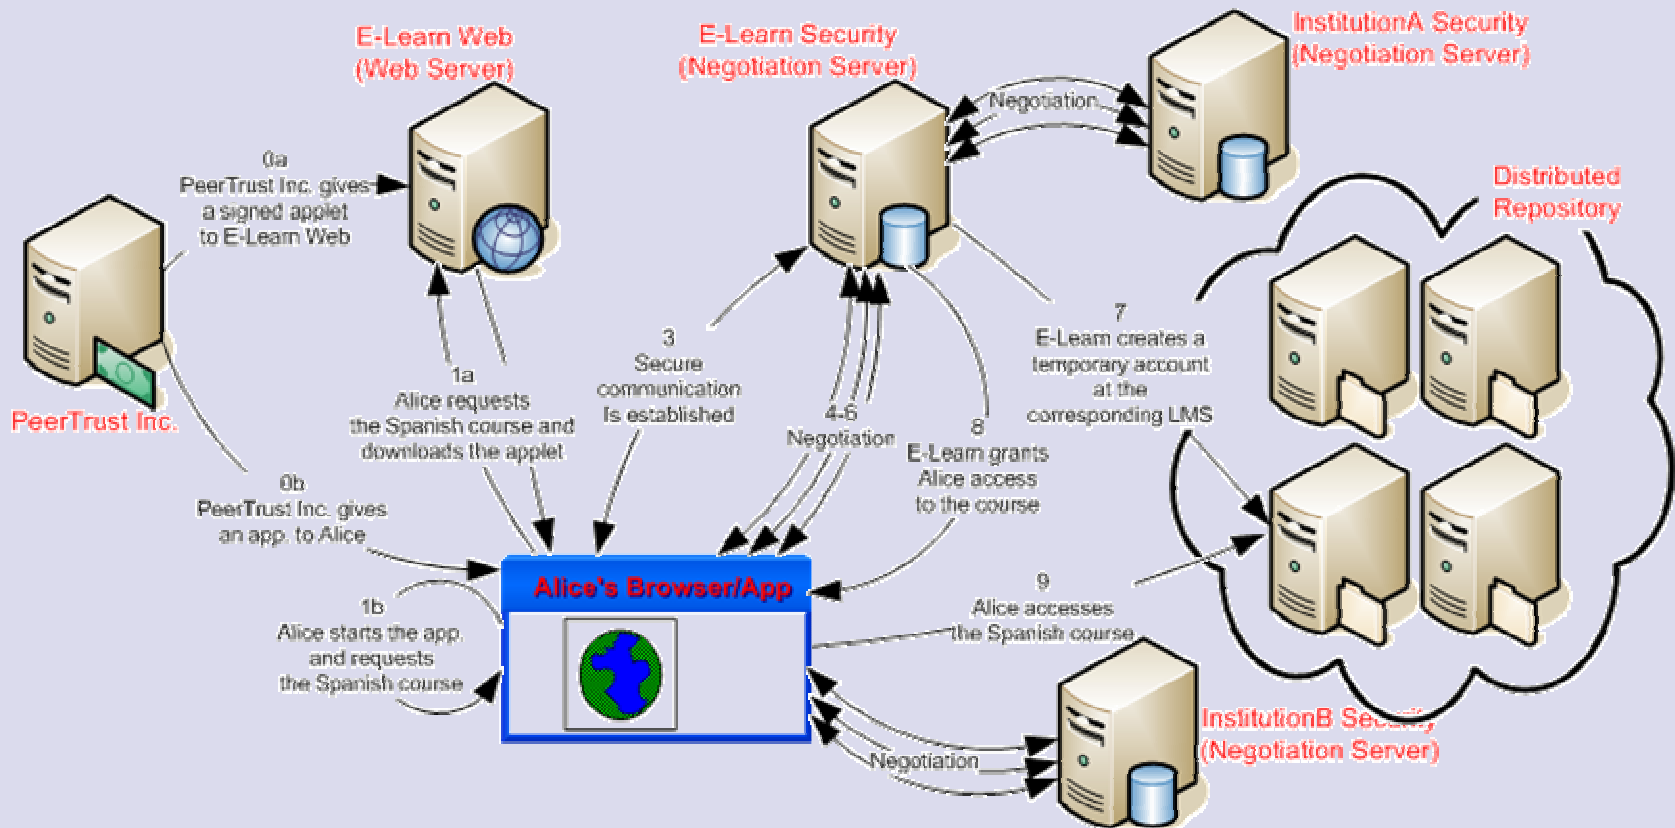 E-Learn Web
(Web Server)
E-Learn Security
(Negotiation Server)
InstitutionA Security
(Negotiation Server)
Negotiation
Distributed
Repository
0a
PeerTrust Inc. gives
a signed applet
to E-Learn Web
PeerTrust Inc.
1a
Alice requests
the Spanish course and
downloads the applet
3
Secure
communication
Is established
4-6
Negotiation
7
E-Learn creates a
temporary account
at the
corresponding LMS
8
E-Learn grants
Alice access
to the course
0b
PeerTrust Inc. gives
an app. to Alice
Alice's Browser/App
1b
Alice starts the app.
and requests
the Spanish course
9
Alice accesses
the Spanish course
Negotiation
InstitutionB Security
(Negotiation Server)